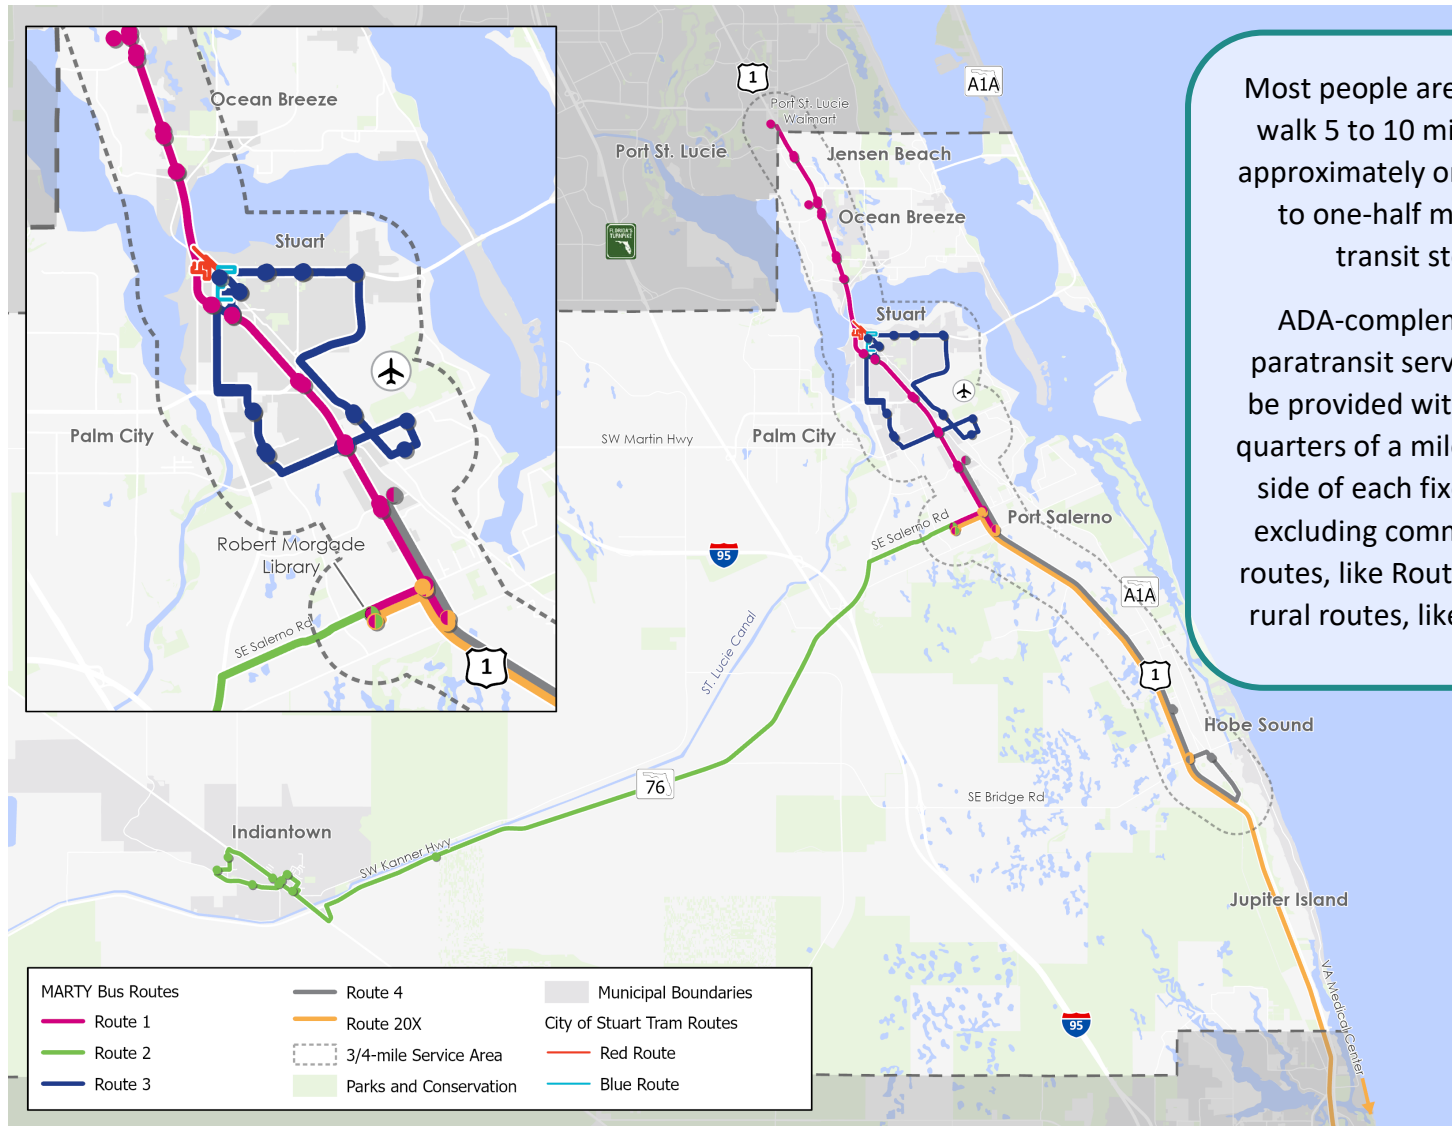 Ocean Breeze
Stuart
Palm City
Robert Morgade
Library
SE Salerno Rd
1
1
A1A
Port St. Lucie
Walmart
Port St. Lucie
Jensen Beach
Ocean Breeze
FLORIDA'S
TURNPIKE
Stuart
SW Martin Hwy
Palm City
SE Salerno Rd
Port Salerno
95
A1A
ST. Lucie Canal
1
Hobe Sound
76
SE Bridge Rd
Indiantown
SW Kanner Hwy
Jupiter Island
VA Medical Center
95
Most people are
walk 5 to 10 mi
approximately o
to one-half m
transit st
ADA-complen
paratransit serv
be provided wit
quarters of a mil
side of each fix
excluding comn
routes, like Rout
rural routes, like
MARTY Bus Routes
Route 1
Route 2
Route 3
Route 4
Route 20X
3/4-mile Service Area
Parks and Conservation
Municipal Boundaries
City of Stuart Tram Routes
Red Route
Blue Route